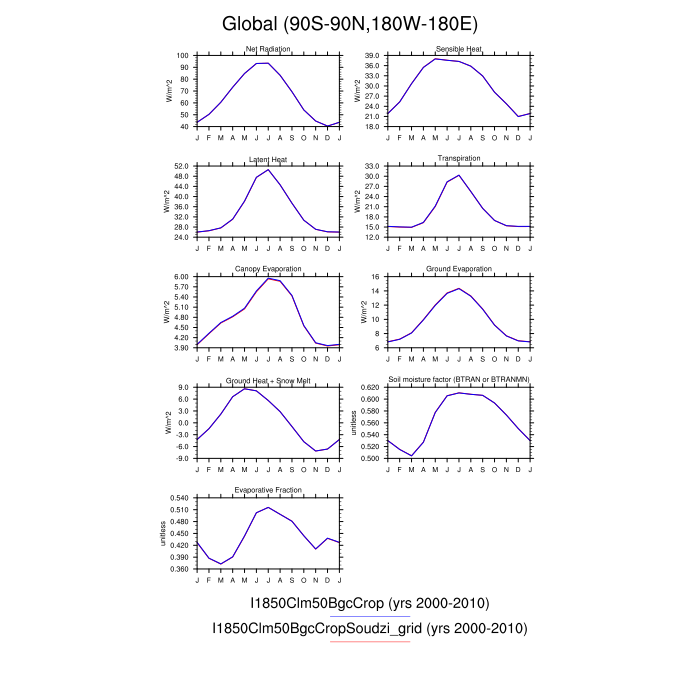 Global (90S-90N,180W-180E)
Net Radiation
W/m^2
100
90
80
70
60
50
40
J F M A M J J A S O N D J
Sensible Heat
W/m^2
39.0
36.0
33.0
30.0
27.0
24.0
21.0
18.0
J F M A M J J A S O N D J
Latent Heat
W/m^2
52.0
48.0
44.0
40.0
36.0
32.0
28.0
24.0
J F M A M J J A S O N D J
Transpiration
W/m^2
33.0
30.0
27.0
24.0
21.0
18.0
15.0
12.0
J F M A M J J A S O N D J
Canopy Evaporation
W/m^2
6.00
5.70
5.40
5.10
4.80
4.50
4.20
3.90
J F M A M J J A S O N D J
Ground Evaporation
W/m^2
16
14
12
10
8
6
J F M A M J J A S O N D J
Ground Heat + Snow Melt
W/m^2
9.0
6.0
3.0
0.0
-3.0
-6.0
-9.0
J F M A M J J A S O N D J
Soil moisture factor (BTRAN or BTRANMN)
unitless
0.620
0.600
0.580
0.560
0.540
0.520
0.500
J F M A M J J A S O N D J
Evaporative Fraction
unitless
0.540
0.510
0.480
0.450
0.420
0.390
0.360
J F M A M J J A S O N D J
I1850Clm50BgcCrop (yrs 2000-2010)
I1850Clm50BgcCropSoudzi_grid (yrs 2000-2010)